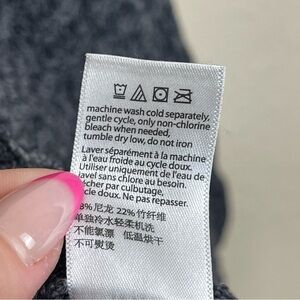 machine wash cold separately,
gentle cycle, only non-chlorine
bleach when needed,
tumble dry low, do not iron
Laver séparément à la machine
à l'eau froide au cycle doux.
Utiliser uniquement de l'eau de
javel sans chlore au besoin.
écher par culbutage,
cle doux. Ne pas repasser.
8%尼龙 22%竹纤维
单独冷水轻柔机洗
不能氯漂 低温烘干
不可熨烫